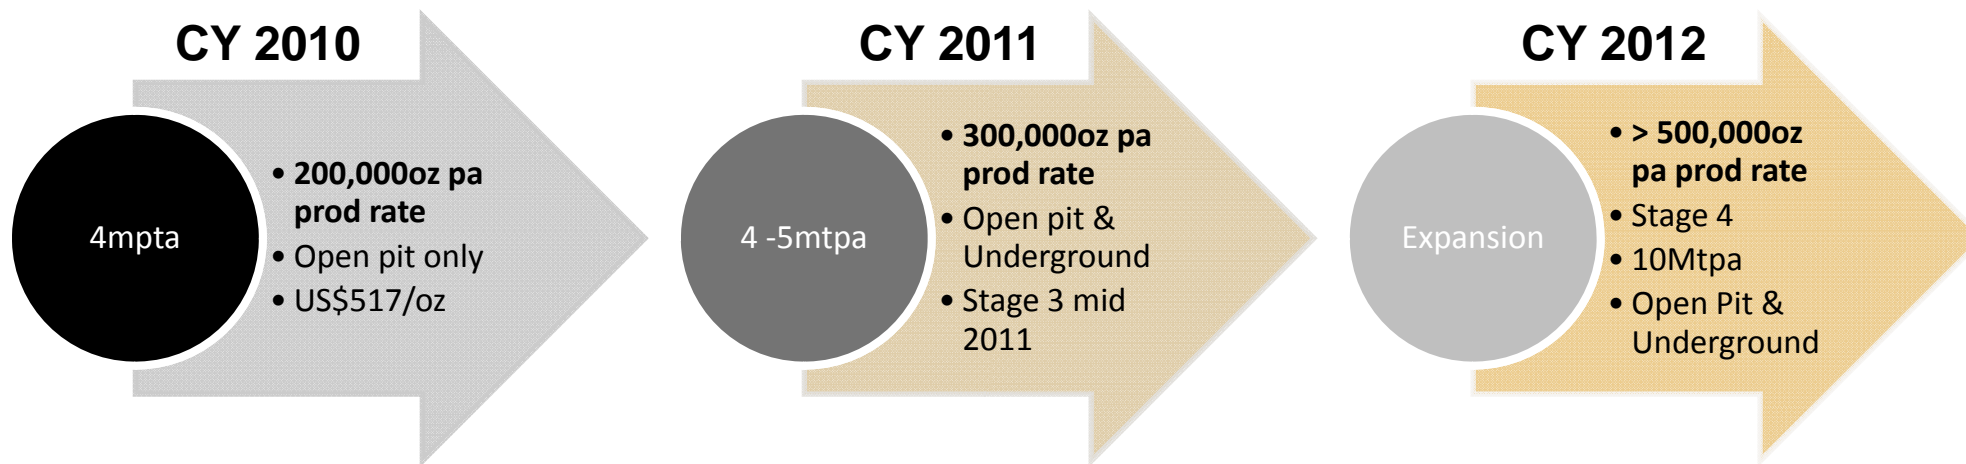 CY 2010
4mpta
• 200,000oz pa
prod rate
• Open pit only
• US$517/oz
CY 2011
4 -5mtpa
• 300,000oz pa
prod rate
• Open pit &
Underground
• Stage 3 mid
2011
CY 2012
Expansion
• > 500,000oz
pa prod rate
• Stage 4
• 10Mtpa
• Open Pit &
Underground